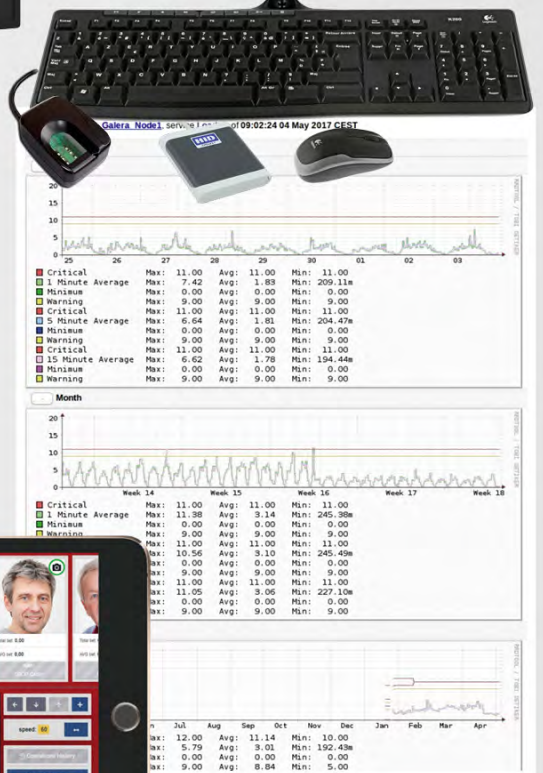 K260
Logitech
Galera_Node1, service Lo
of 09:02:24 04 May 2017 CEST
HID
20
15
10
5
0
25 26 27 28 29 30 01 02 03
Critical Max: 11.00 Avg: 11.00 Min: 11.00
1 Minute Average Max: 7.42 Avg: 1.83 Min: 209.11m
Minimum Max: 0.00 Avg: 0.00 Min: 0.00
Warning Max: 9.00 Avg: 9.00 Min: 9.00
Critical Max: 11.00 Avg: 11.00 Min: 11.00
5 Minute Average Max: 6.64 Avg: 1.81 Min: 204.47m
Minimum Max: 0.00 Avg: 0.00 Min: 0.00
Warning Max: 9.00 Avg: 9.00 Min: 9.00
Critical Max: 11.00 Avg: 11.00 Min: 11.00
15 Minute Average Max: 6.62 Avg: 1.78 Min: 194.44m
Minimum Max: 0.00 Avg: 0.00 Min: 0.00
Warning Max: 9.00 Avg: 9.00 Min: 9.00
Month
20
15
10
5
0
Week 14 Week 15 Week 16 Week 17 Week 18
Critical Max: 11.00 Avg: 11.00 Min: 11.00
1 Minute Average Max: 11.38 Avg: 3.14 Min: 245.38m
Minimum Max: 0.00 Avg: 0.00 Min: 0.00
Warning Max: 9.00 Avg: 9.00 Min: 9.00
Max: 11.00 Avg: 11.00 Min: 11.00
Max: 10.56 Avg: 3.10 Min: 245.49m
Max: 0.00 Avg: 0.00 Min: 0.00
Max: 9.00 Avg: 9.00 Min: 9.00
Max: 11.00 Avg: 11.00 Min: 11.00
Max: 11.05 Avg: 3.06 Min: 227.10m
Max: 0.00 Avg: 0.00 Min: 0.00
Max: 9.00 Avg: 9.00 Min: 9.00
speed: 60
n Jul Aug Sep Oct Nov Dec Jan Feb Mar Apr
Max: 12.00 Avg: 11.14 Min: 10.00
Max: 5.79 Avg: 3.01 Min: 192.43m
Max: 0.00 Avg: 0.00 Min: 0.00
Max: 9.00 Avg: 8.84 Min: 5.00